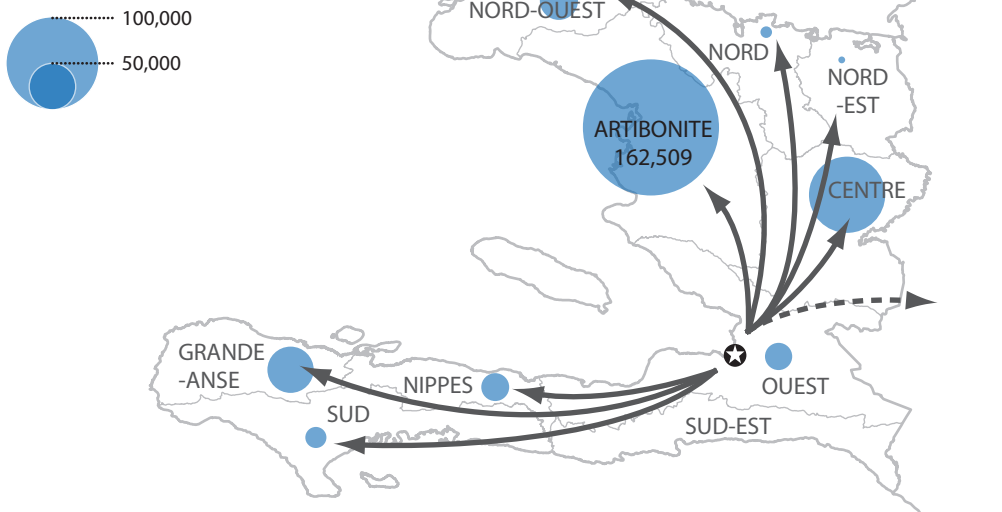 100,000
50,000
NORD-OUEST
NORD
NORD
-EST
ARTIBONITE
162,509
CENTRE
GRANDE
-ANSE
NIPPES
OUEST
SUD
SUD-EST